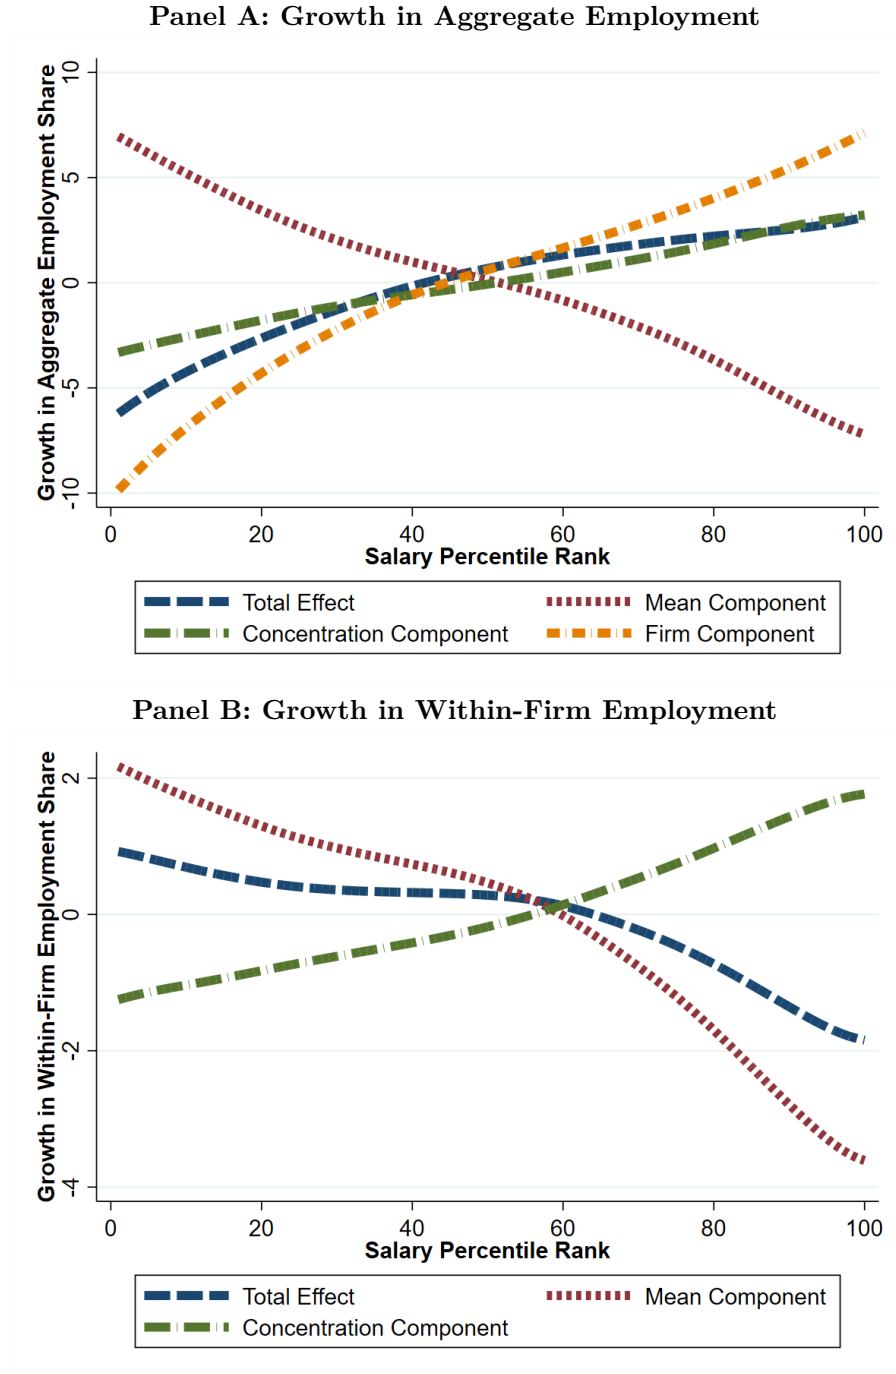 Panel A: Growth in Aggregate Employment
Growth in Aggregate Employment Share
10
5
0
-5
-10
0 20 40 60 80 100
Salary Percentile Rank
Total Effect
Mean Component
Concentration Component
Firm Component
Panel B: Growth in Within-Firm Employment
Growth in Within-Firm Employment Share
2
0
-2
-4
0 20 40 60 80 100
Salary Percentile Rank
Total Effect
Mean Component
Concentration Component